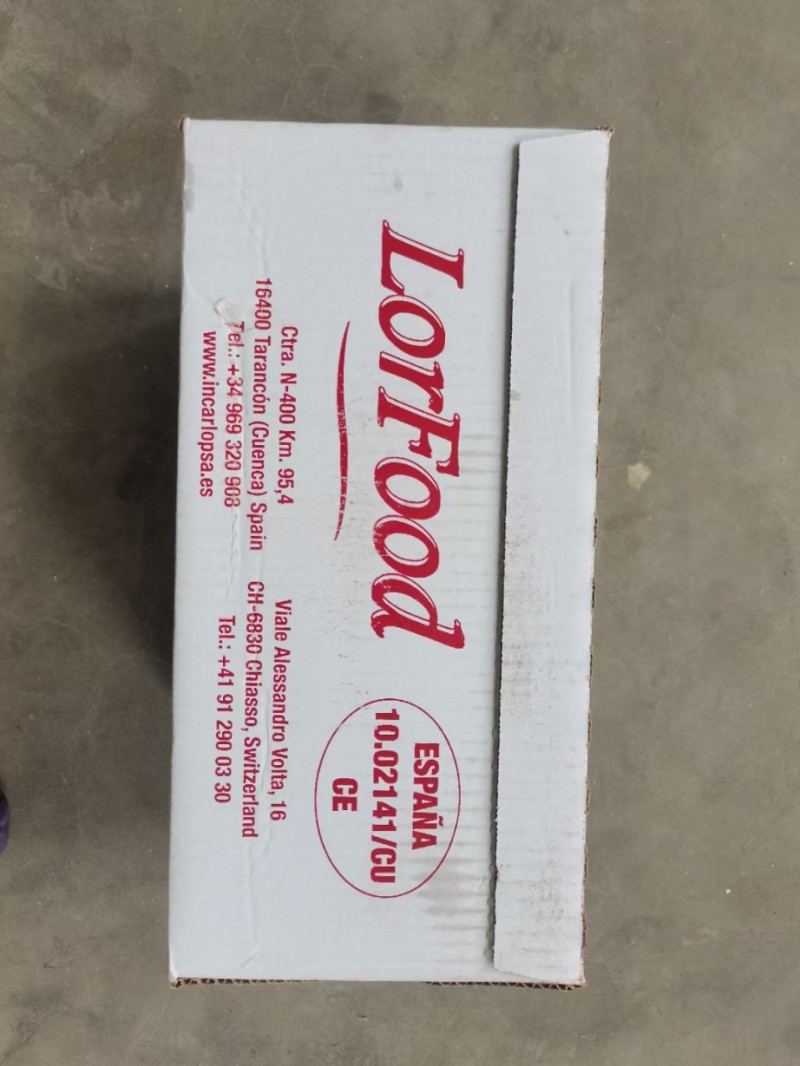 LorFood
ESPAÑA
10.02141/CU
CE
Ctra. N-400 Km. 95,4
16400 Tarancón (Cuenca) Spain
Tel.: +34 969 320 908
www.incarlopsa.es
Viale Alessandro Volta, 16
CH-6830 Chiasso, Switzerland
Tel.: +41 91 290 03 30